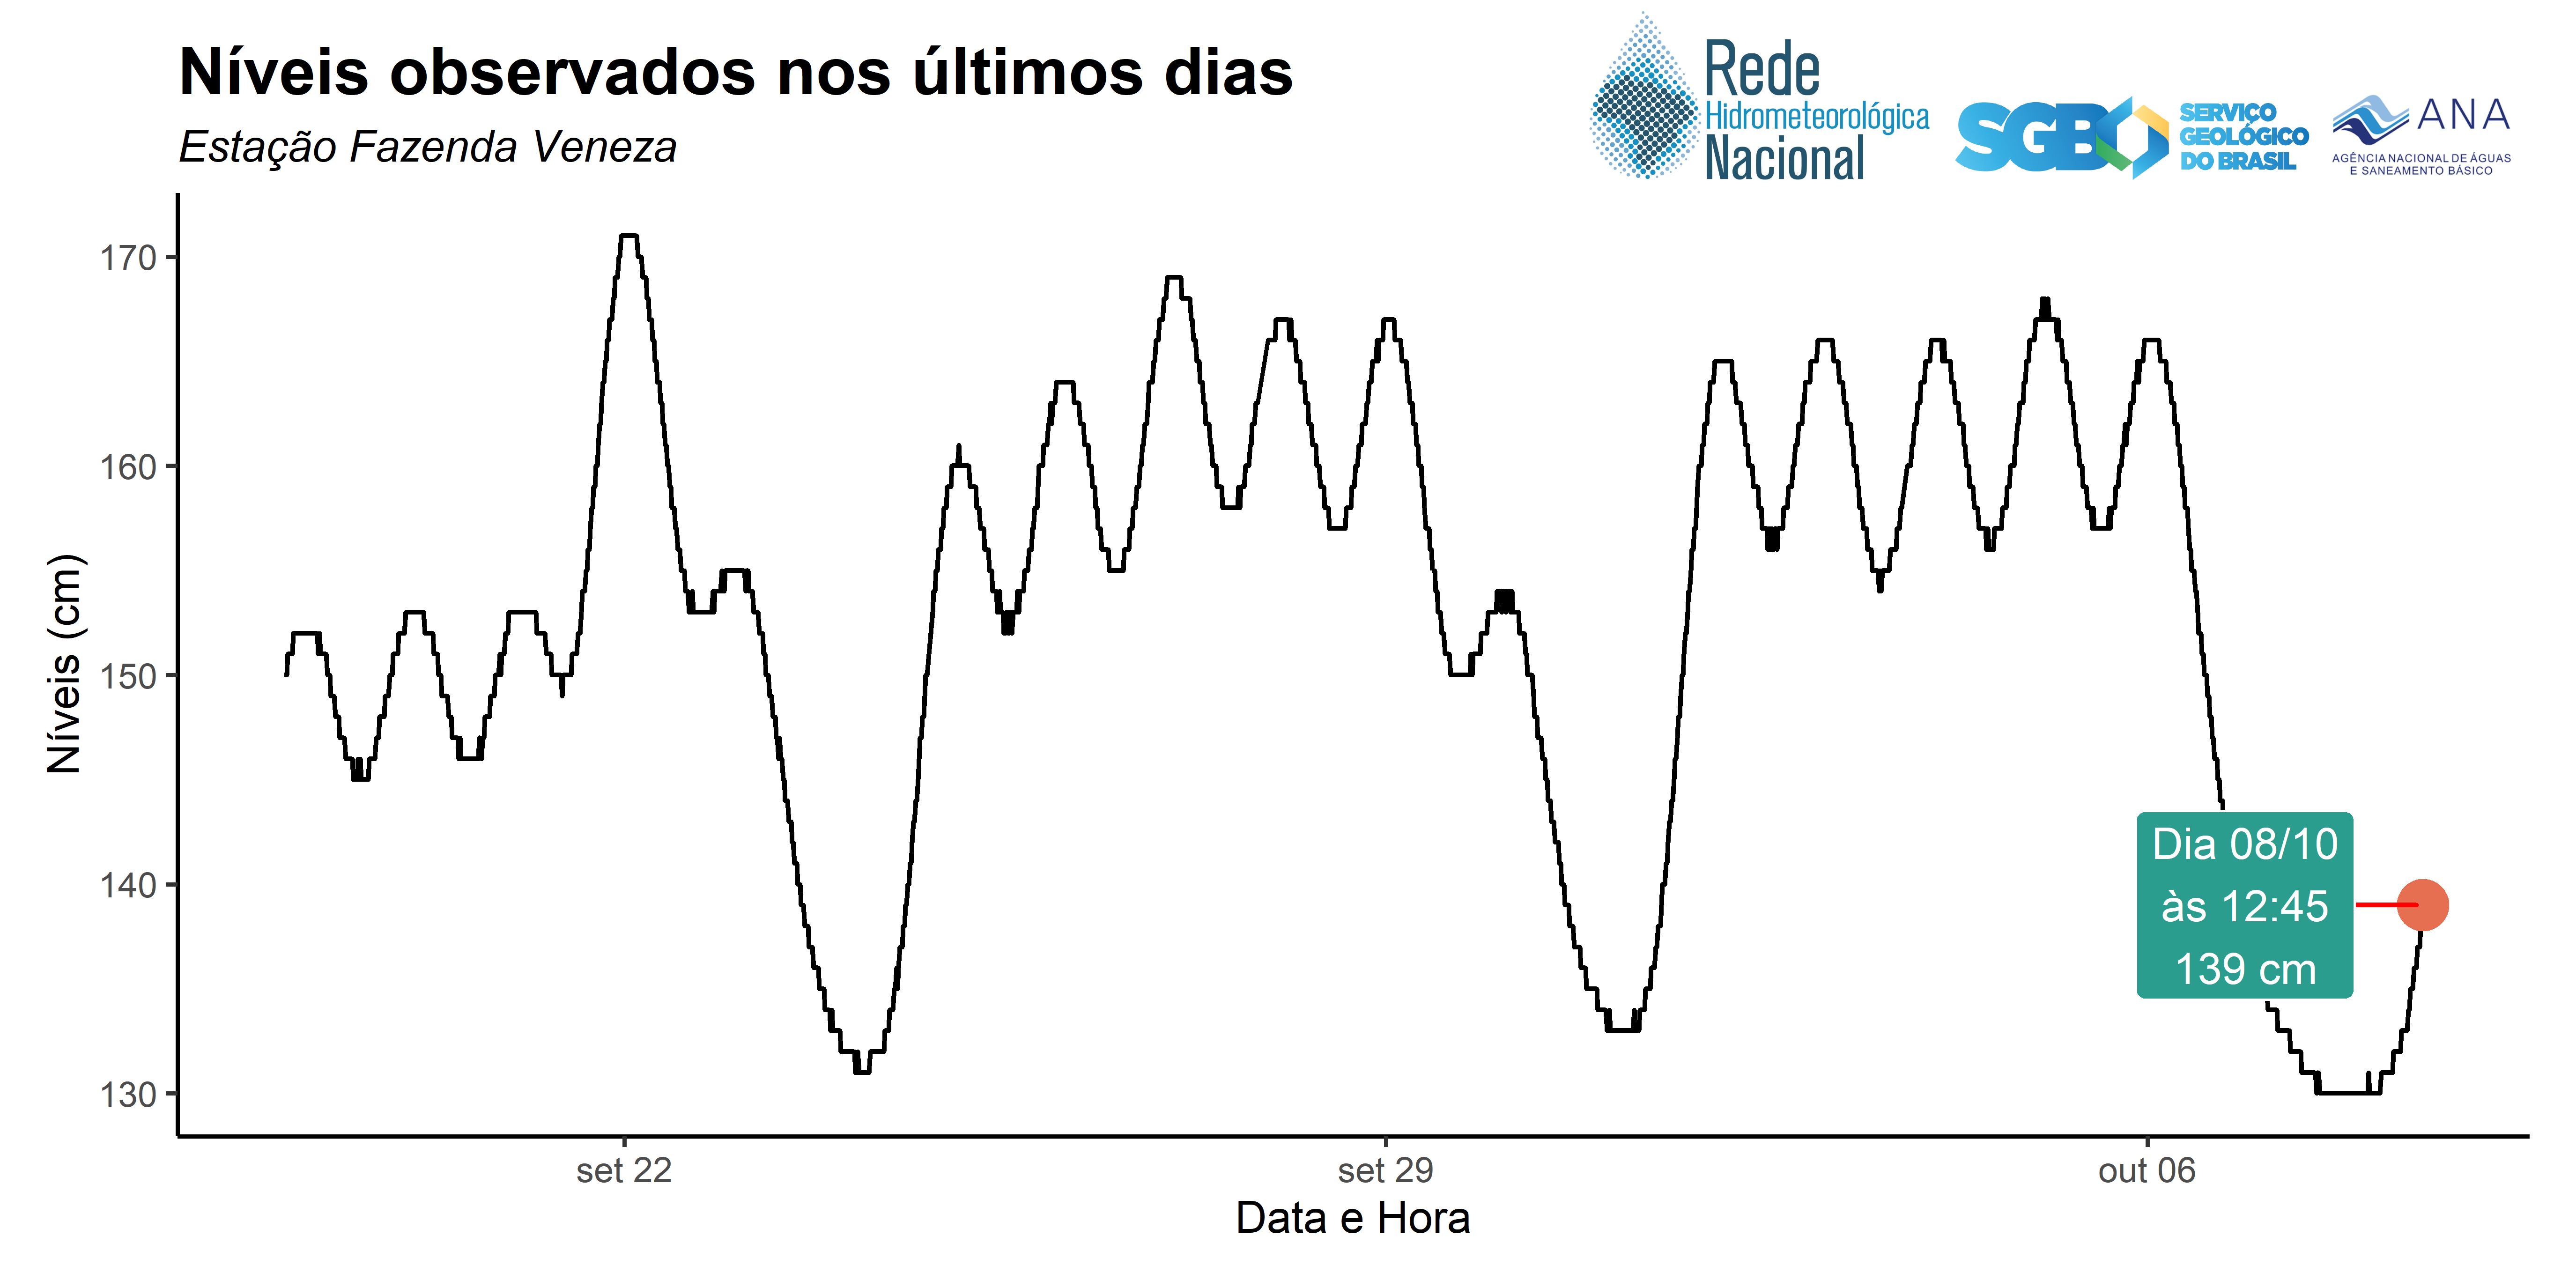 Níveis observados nos últimos dias
Estação Fazenda Veneza
Rede
Hidrometeorológica
Nacional
SGB
SERVIÇO
GEOLÓGICO
DO BRASIL
ANA
AGÊNCIA NACIONAL DE ÁGUAS
E SANEAMENTO BÁSICO
Níveis (cm)
170
160
150
140
130
Dia 08/10
às 12:45
139 cm
set 22
set 29
out 06
Data e Hora